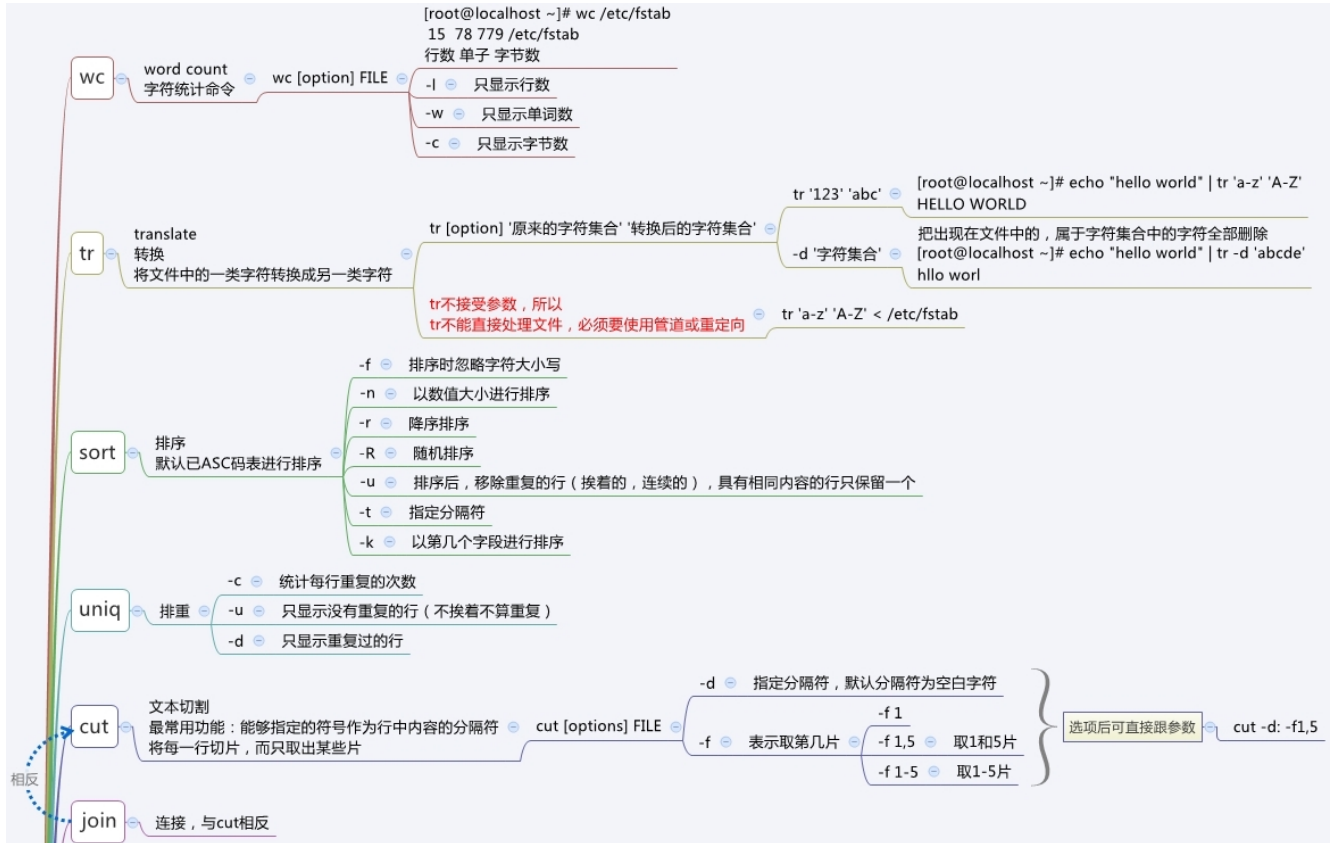 [root@localhost ~]# wc /etc/fstab
15 78 779 /etc/fstab
行数 单子 字节数
wc
word count
字符统计命令
wc [option] FILE
-l 只显示行数
-w 只显示单词数
-c 只显示字节数
tr
translate
转换
将文件中的一类字符转换成另一类字符
tr [option] '原来的字符集合' '转换后的字符集合'
tr '123' 'abc'
[root@localhost ~]# echo "hello world" | tr 'a-z' 'A-Z'
HELLO WORLD
-d '字符集合'
把出现在文件中的，属于字符集合中的字符全部删除
[root@localhost ~]# echo "hello world" | tr -d 'abcde'
hllo worl
tr不接受参数，所以
tr不能直接处理文件，必须要使用管道或重定向
tr 'a-z' 'A-Z' < /etc/fstab
sort
排序
默认已ASC码表进行排序
-f 排序时忽略字符大小写
-n 以数值大小进行排序
-r 降序排序
-R 随机排序
-u 排序后，移除重复的行（挨着的，连续的），具有相同内容的行只保留一个
-t 指定分隔符
-k 以第几个字段进行排序
uniq
排重
-c 统计每行重复的次数
-u 只显示没有重复的行（不挨着不算重复）
-d 只显示重复过的行
cut
文本切割
最常用功能：能够指定的符号作为行中内容的分隔符
将每一行切片，而只取出某些片
cut [options] FILE
-d 指定分隔符，默认分隔符为空白字符
-f 表示取第几片
-f 1
-f 1,5 取1和5片
-f 1-5 取1-5片
选项后可直接跟参数
cut -d: -f1,5
相反
join
连接，与cut相反